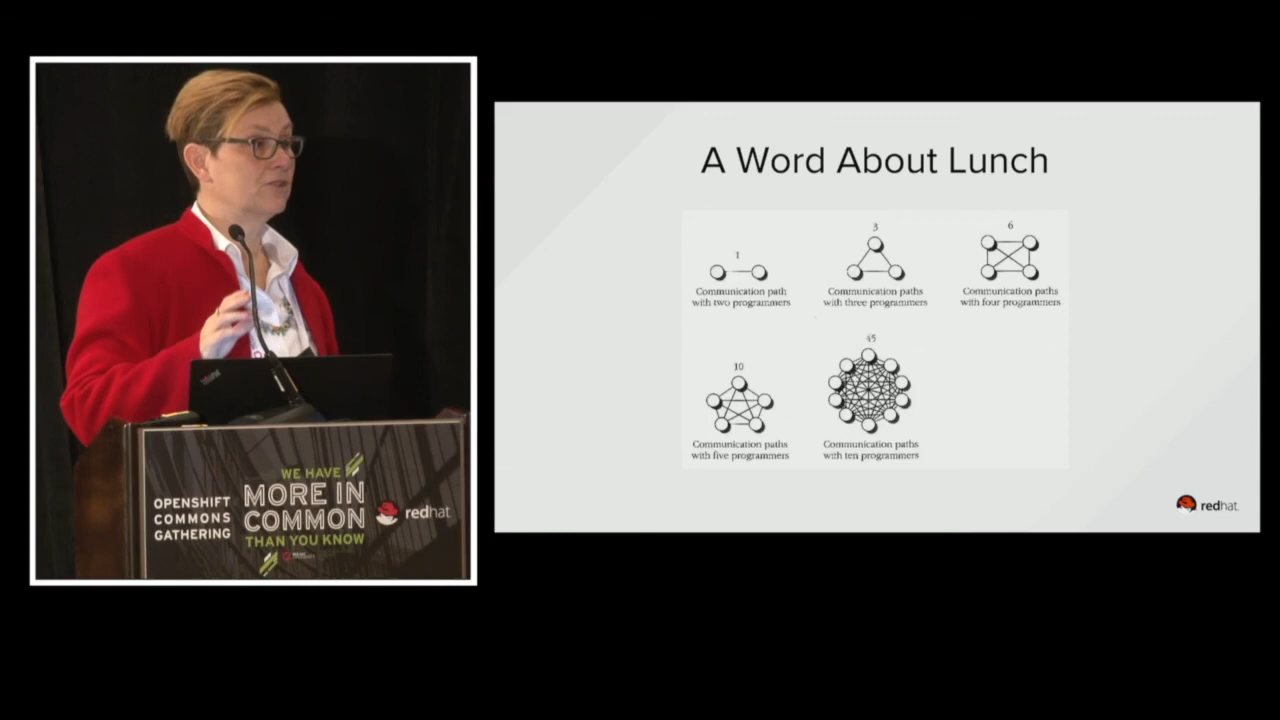 OPENSHIFT
COMMONS
GATHERING
WE HAVE
MORE IN
COMMON
THAN YOU KNOW
redhat
A Word About Lunch
1
3
6
Communication path
with two programmers
Communication paths
with three programmers
Communication paths
with four programmers
10
45
Communication paths
with five programmers
Communication paths
with ten programmers
redhat.